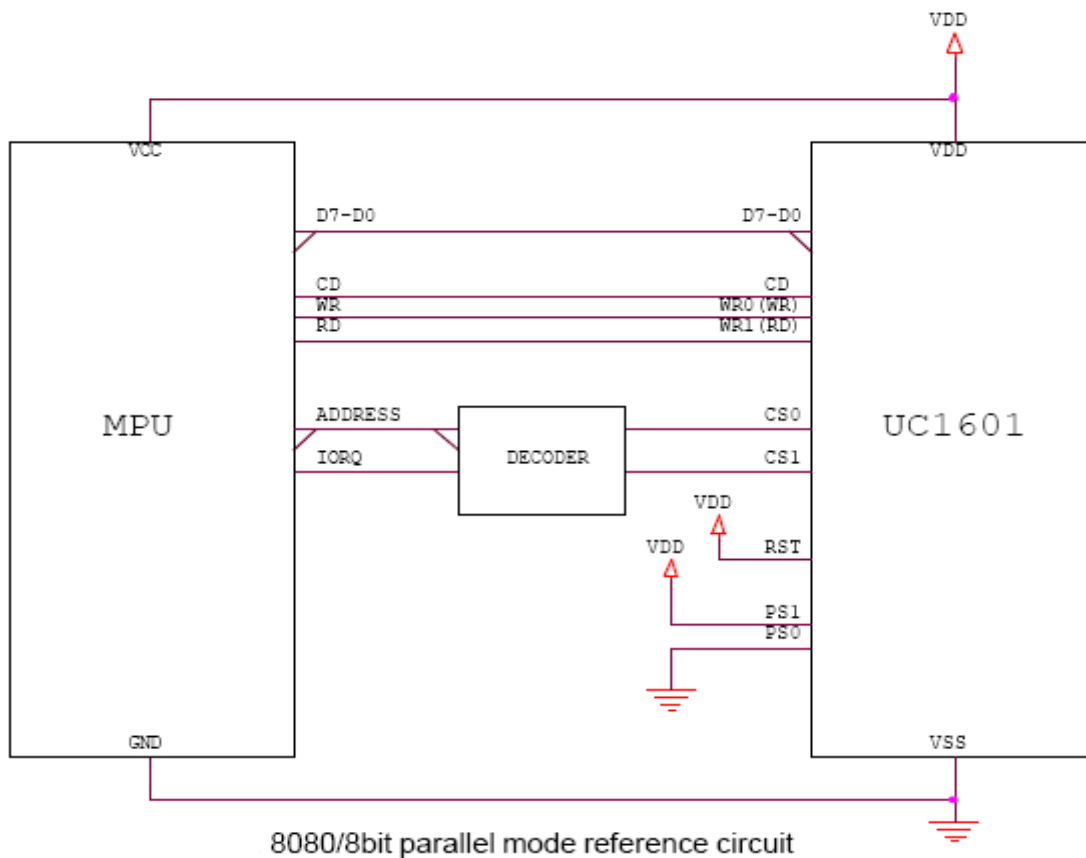 VDD
VCC VDD
D7-D0 D7-D0
CD CD
WR WR0(WR)
RD WR1(RD)
MPU ADDRESS CS0 UC1601
IORQ DECODER CS1
VDD
VDD RST
PS1
PS0
GND VSS
8080/8bit parallel mode reference circuit